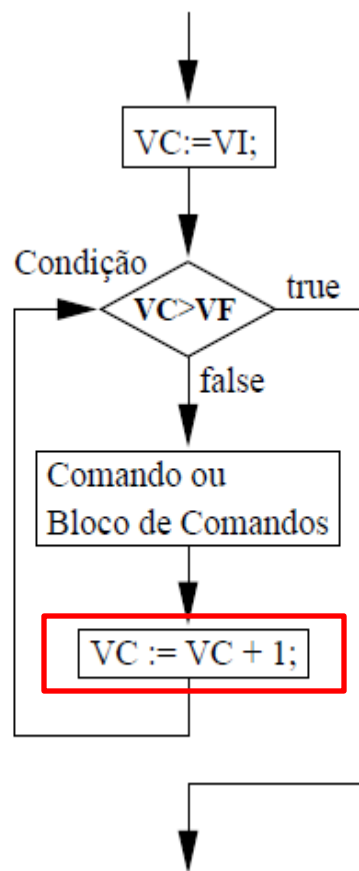 VC:=VI;
Condição
VC>VF
true
false
Comando ou
Bloco de Comandos
VC := VC + 1;